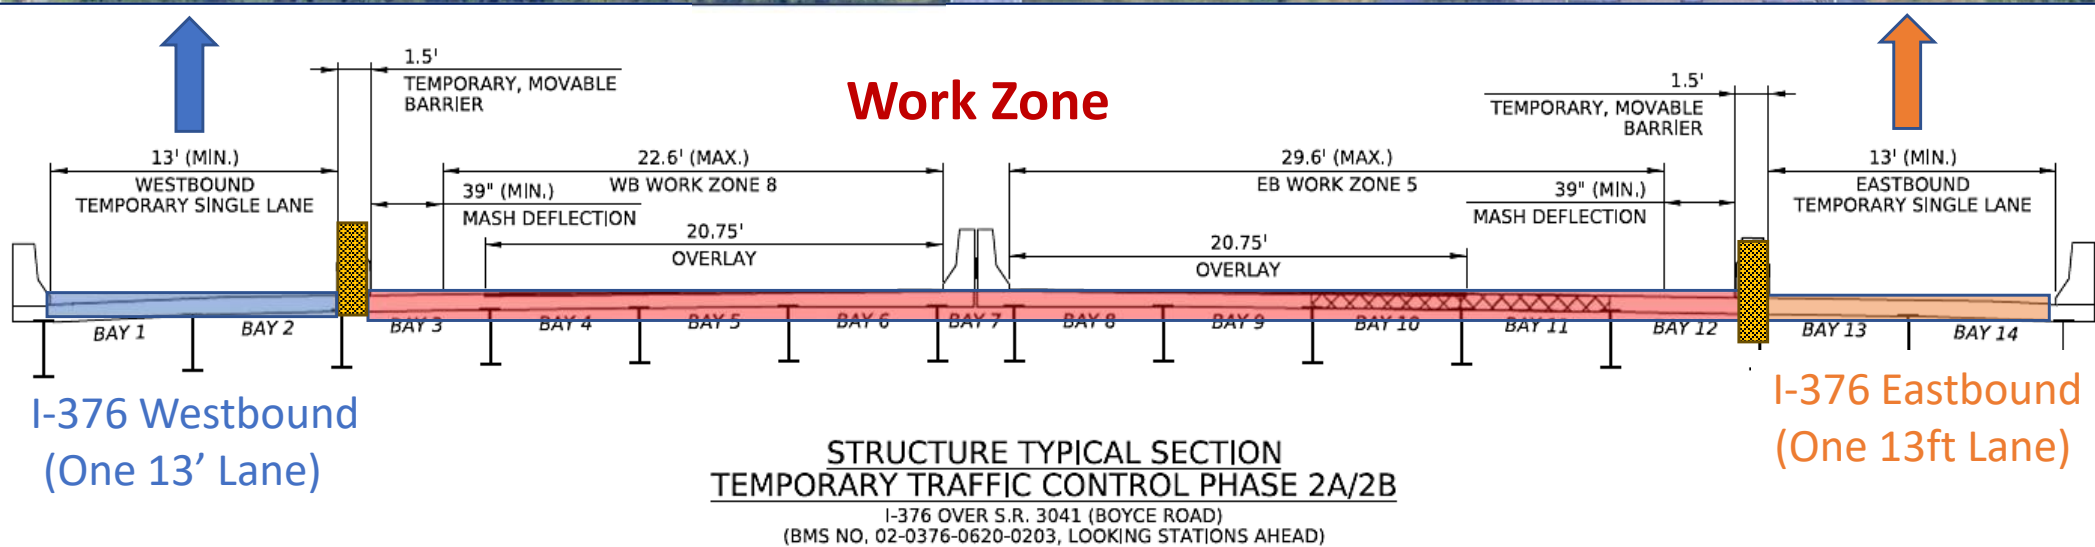 1.5'
TEMPORARY, MOVABLE
BARRIER
Work Zone
1.5'
TEMPORARY, MOVABLE
BARRIER
13' (MIN.)
WESTBOUND
TEMPORARY SINGLE LANE
22.6' (MAX.)
WB WORK ZONE 8
29.6' (MAX.)
EB WORK ZONE 5
13' (MIN.)
EASTBOUND
TEMPORARY SINGLE LANE
39" (MIN.)
MASH DEFLECTION
39" (MIN.)
MASH DEFLECTION
20.75'
OVERLAY
20.75'
OVERLAY
BAY 1 BAY 2 BAY 3 BAY 4 BAY 5 BAY 6 BAY 7 BAY 8 BAY 9 BAY 10 BAY 11 BAY 12 BAY 13 BAY 14
I-376 Westbound
(One 13’ Lane)
I-376 Eastbound
(One 13ft Lane)
STRUCTURE TYPICAL SECTION
TEMPORARY TRAFFIC CONTROL PHASE 2A/2B
I-376 OVER S.R. 3041 (BOYCE ROAD)
(BMS NO. 02-0376-0620-0203, LOOKING STATIONS AHEAD)